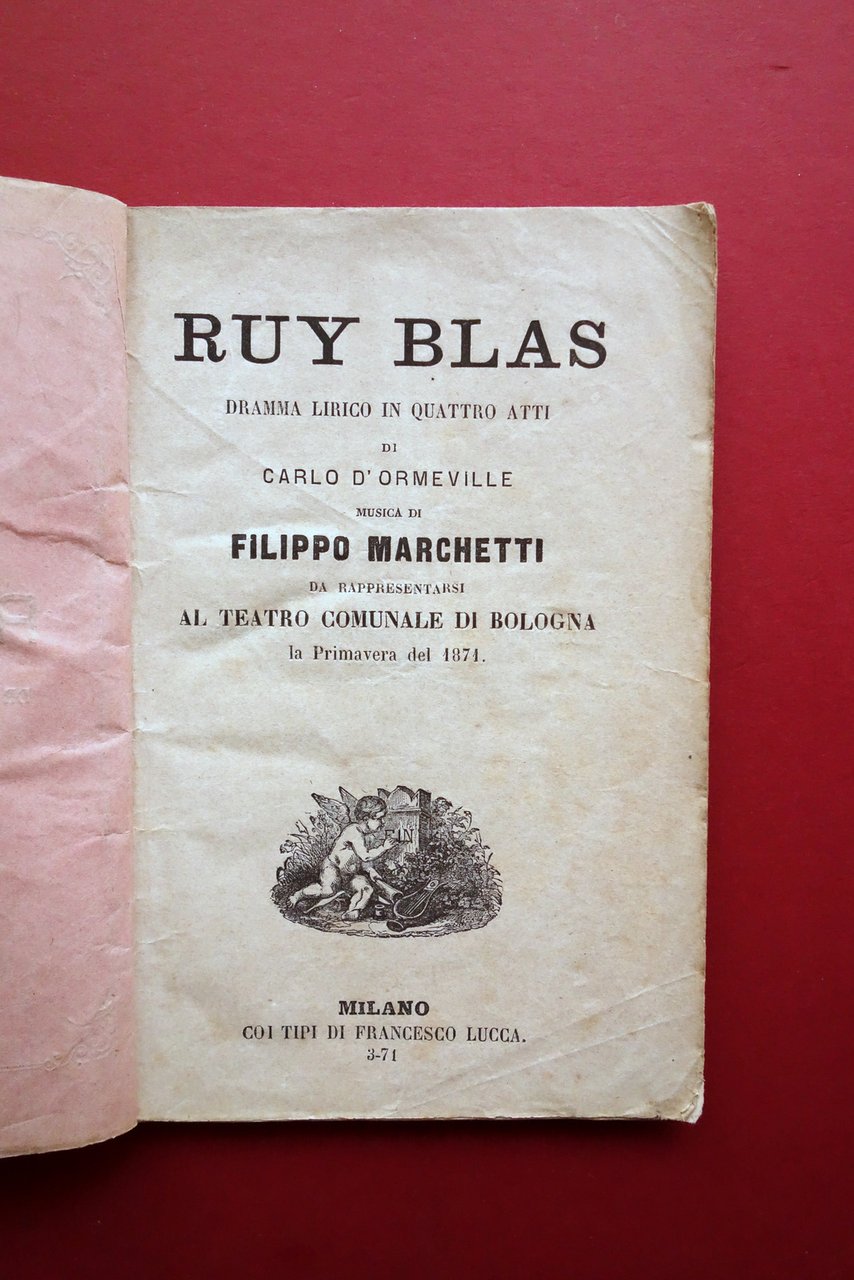 RUY BLAS
DRAMMA LIRICO IN QUATTRO ATTI
DI
CARLO D'ORMEVILLE
MUSICA DI
FILIPPO MARCHETTI
DA RAPPRESENTARSI
AL TEATRO COMUNALE DI BOLOGNA
la Primavera del 1871.
FIN
MILANO
COI TIPI DI FRANCESCO LUCCA.
3-71